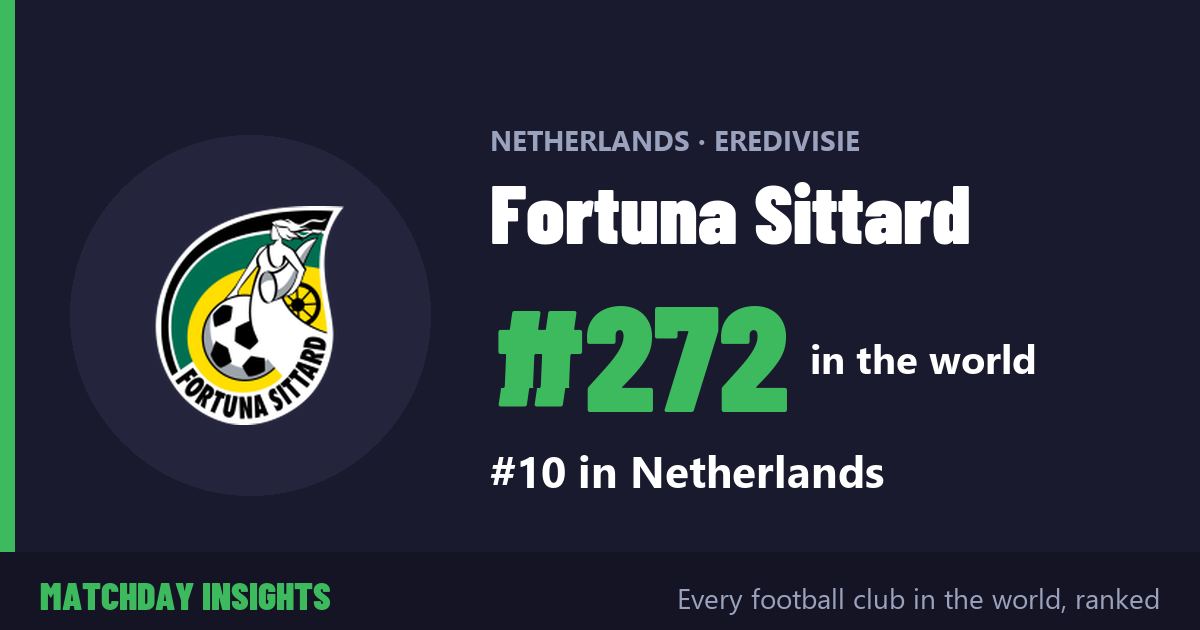 NETHERLANDS · EREDIVISIE
Fortuna Sittard
#272 in the world
#10 in Netherlands
FORTUNA SITTARD
MATCHDAY INSIGHTS
Every football club in the world, ranked